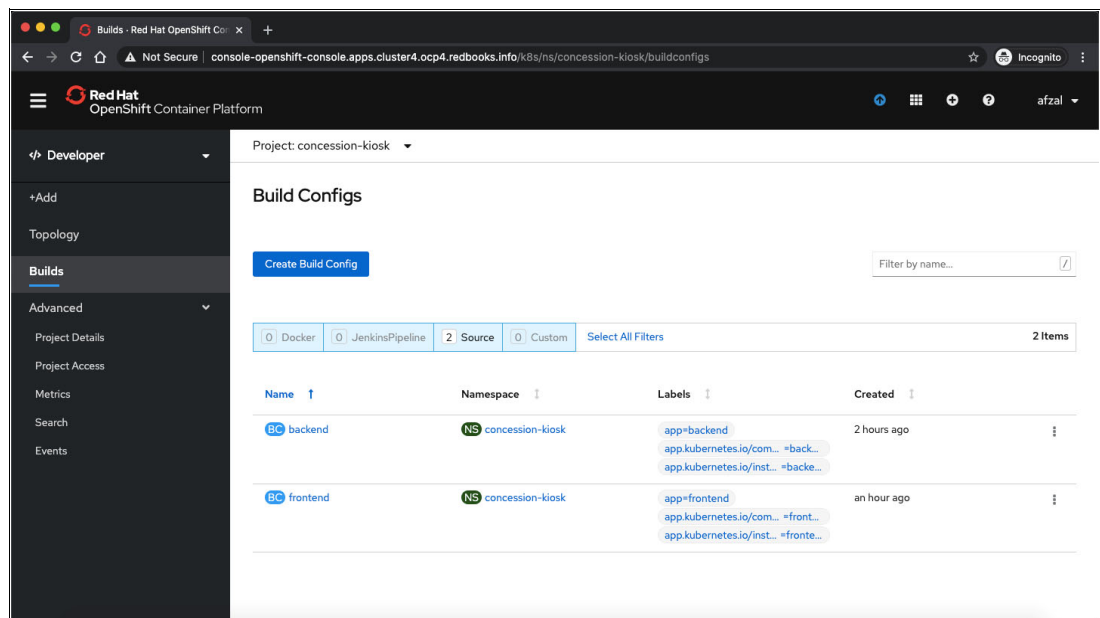 Builds · Red Hat OpenShift Con
Not Secure | console-openshift-console.apps.cluster4.ocp4.redbooks.info/k8s/ns/concession-kiosk/buildconfigs
Incognito
Red Hat
OpenShift Container Platform
afzal
Developer
Project: concession-kiosk
+Add
Build Configs
Topology
Create Build Config
Filter by name...
/
Builds
Advanced
Project Details
0 Docker 0 JenkinsPipeline 2 Source 0 Custom Select All Filters 2 Items
Project Access
Metrics
Name Namespace Labels Created
Search
BC backend NS concession-kiosk app=backend 2 hours ago
app.kubernetes.io/com... =back...
Events
app.kubernetes.io/inst... =backe...
BC frontend NS concession-kiosk app=frontend an hour ago
app.kubernetes.io/com... =front...
app.kubernetes.io/inst... =fronte...